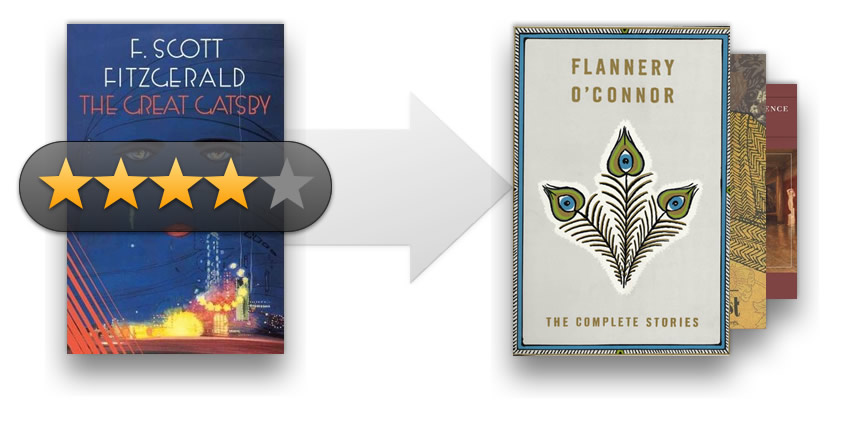 F. SCOTT
FITZGERALD
THE GREAT GATSBY
FLANNERY
O'CONNOR
THE COMPLETE STORIES